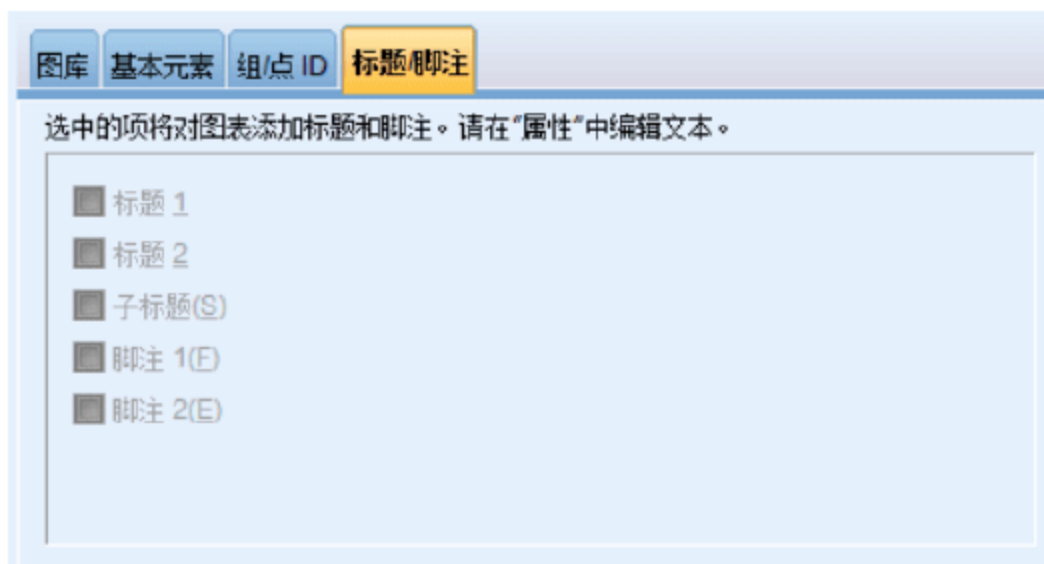 图库 基本元素 组/点 ID 标题/脚注
选中的项将对图表添加标题和脚注。请在"属性"中编辑文本。
标题 1
标题 2
子标题(S)
脚注 1(F)
脚注 2(E)